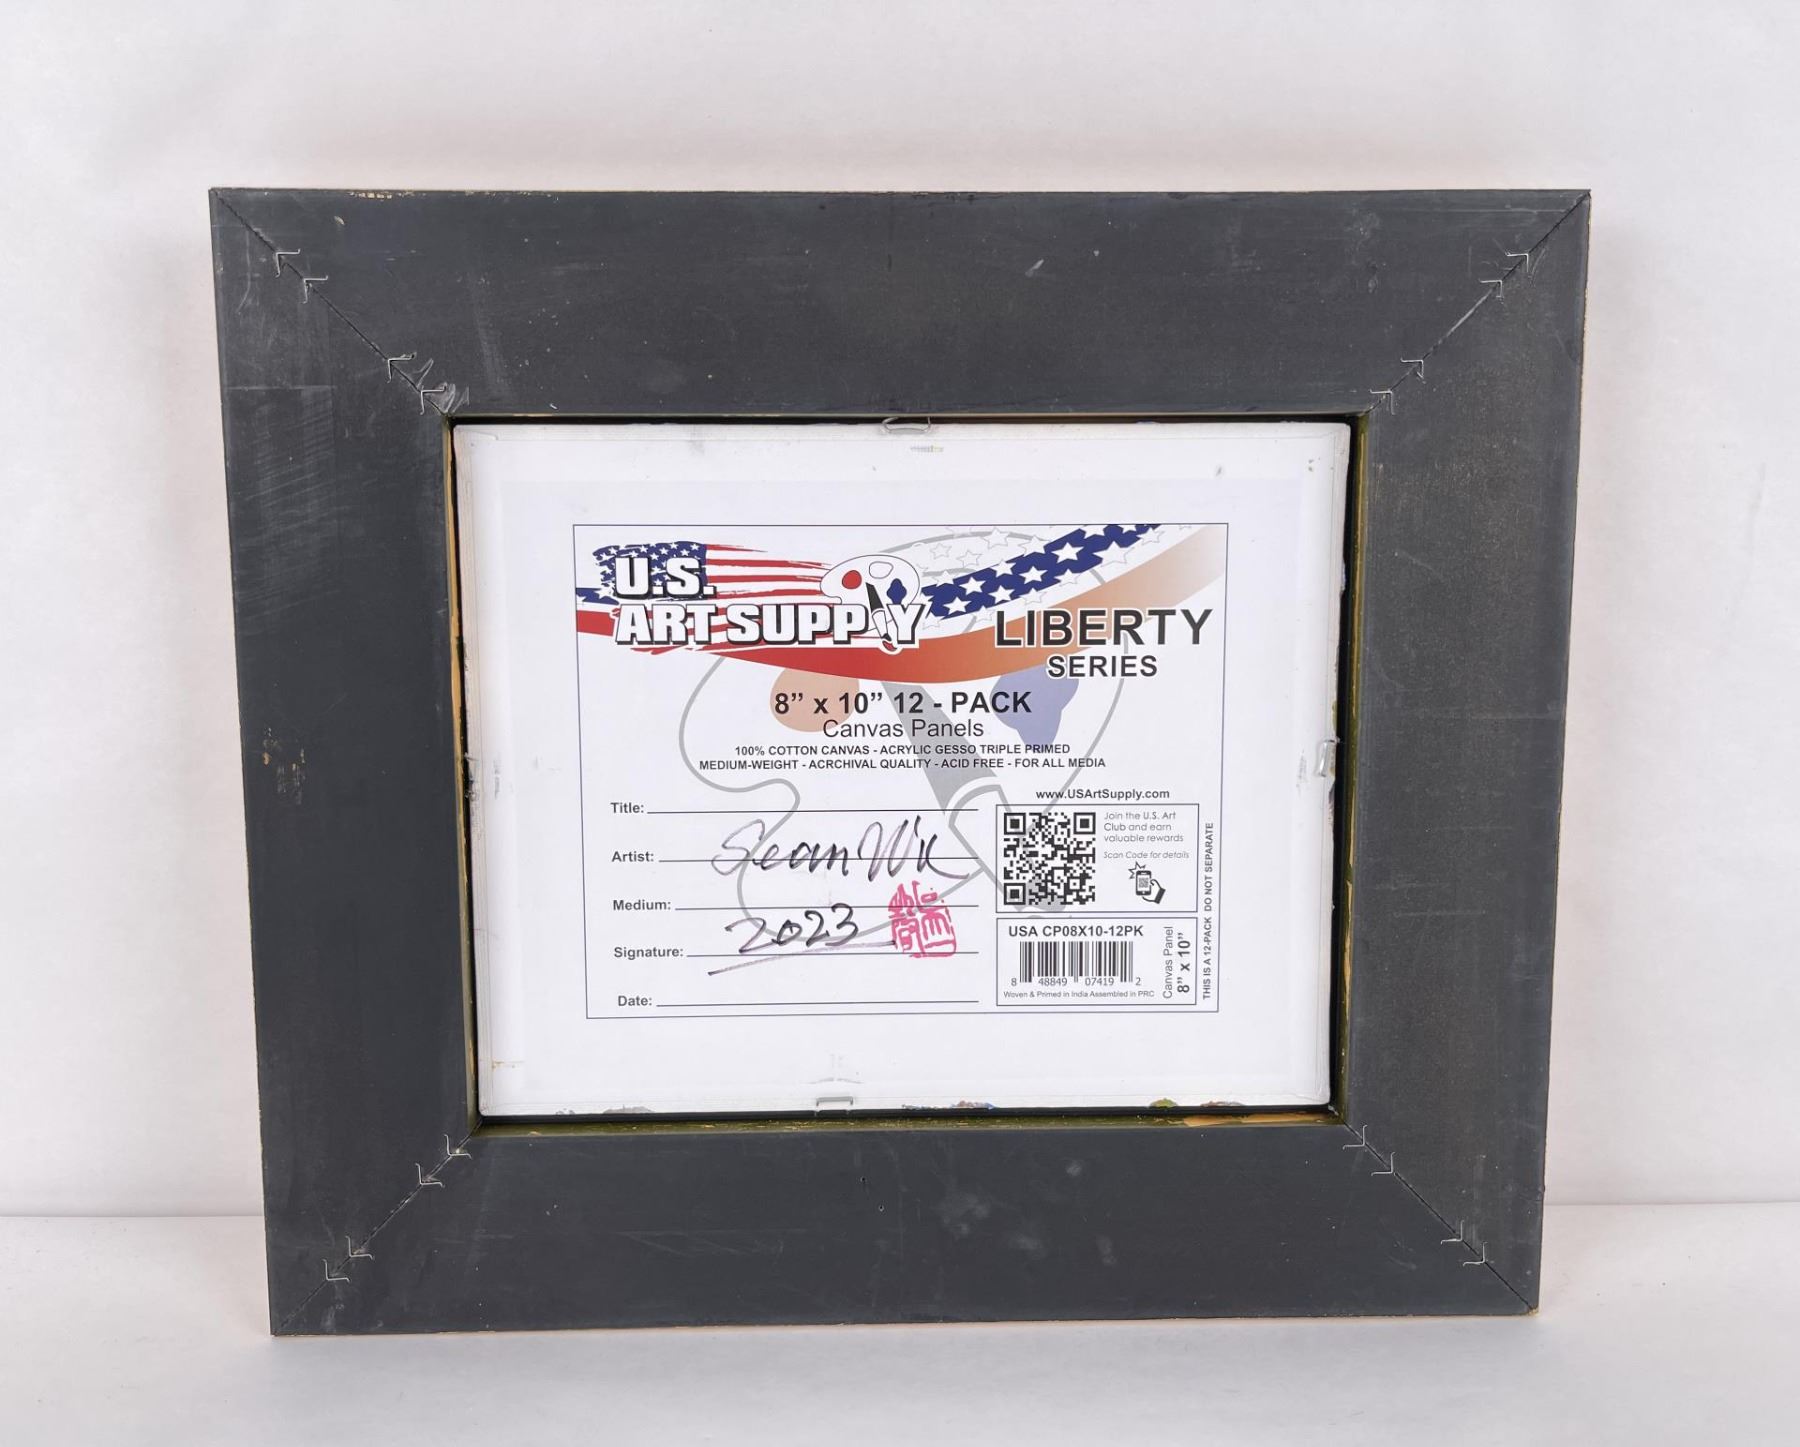 U.S.
ART SUPPLY
LIBERTY
SERIES
8” x 10” 12 - PACK
Canvas Panels
100% COTTON CANVAS - ACRYLIC GESSO TRIPLE PRIMED
MEDIUM-WEIGHT - ACRCHIVAL QUALITY - ACID FREE - FOR ALL MEDIA
www.USArtSupply.com
Title:
Artist: Sean Wu
Medium:
2023
Signature:
Date:
Join the U.S. Art
Club and earn
valuable rewards
Scan Code for details
USA CP08X10-12PK
8 48849 07419 2
Woven & Primed in India Assembled in PRC
Canvas Panel
8” x 10”
THIS IS A 12-PACK DO NOT SEPARATE